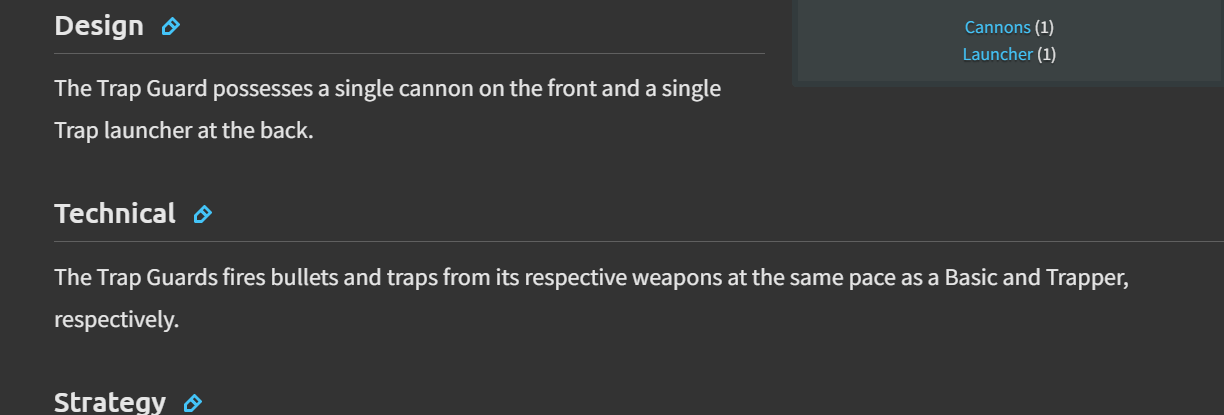 Design
Cannons (1)
Launcher (1)
The Trap Guard possesses a single cannon on the front and a single
Trap launcher at the back.
Technical
The Trap Guards fires bullets and traps from its respective weapons at the same pace as a Basic and Trapper,
respectively.
Strategy